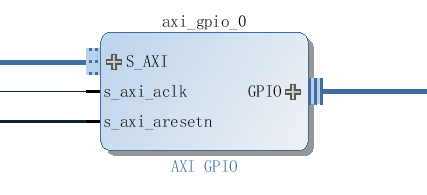 axi_gpio_0
S_AXI
s_axi_aclk
GPIO
s_axi_aresetn
AXI GPIO